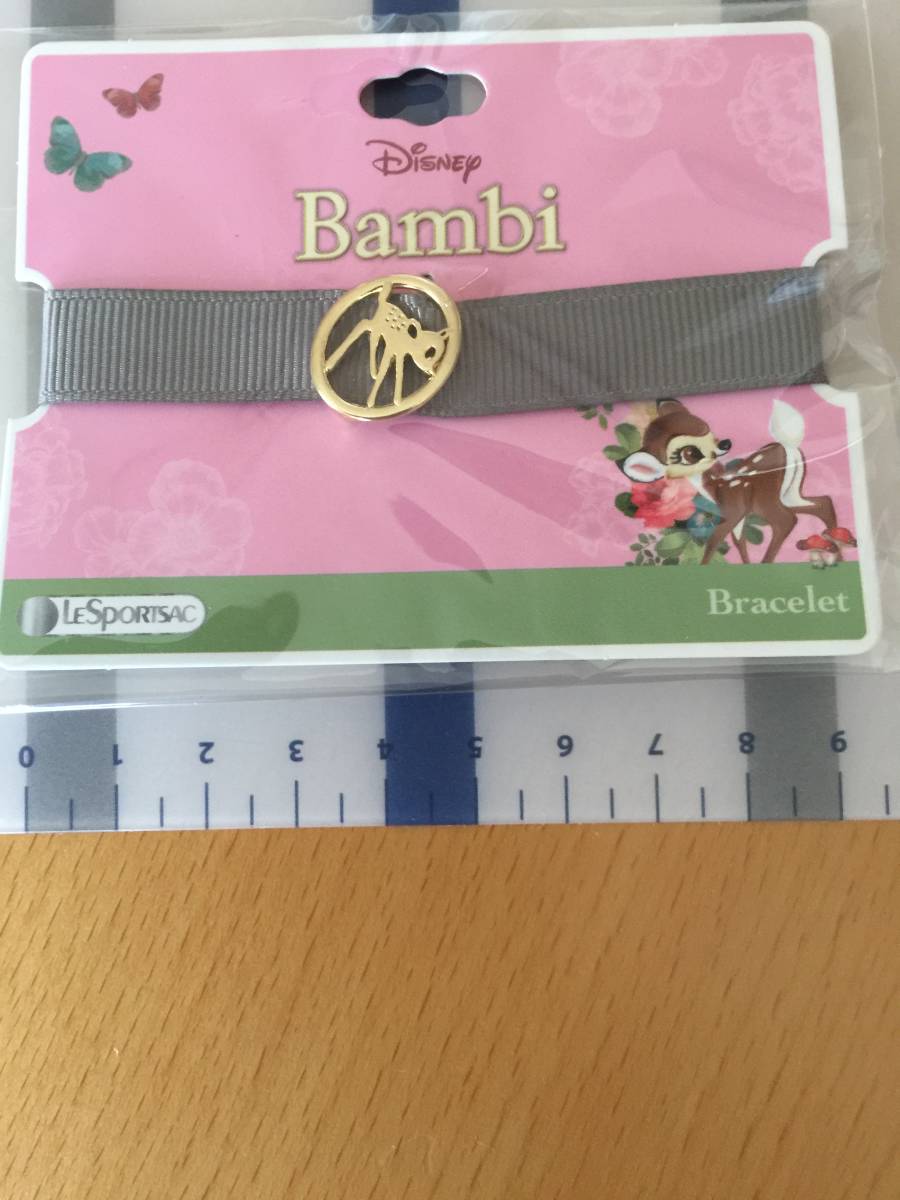 Disney
Bambi
LeSportsac
Bracelet
0 1 2 3 4 5 6 7 8 9